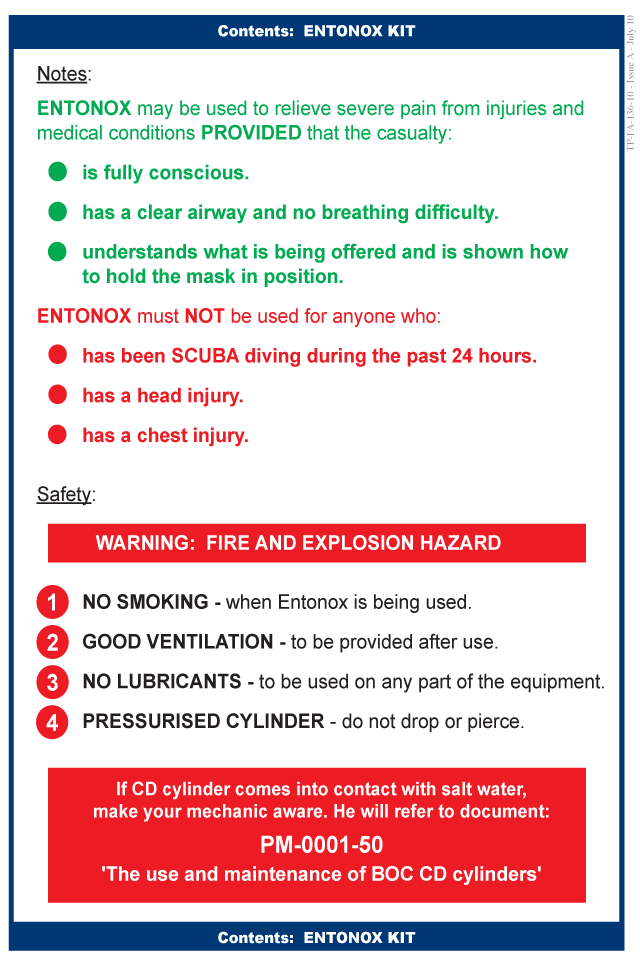 Contents: ENTONOX KIT
TP-FA-136-10 - Issue A - July 10
Notes:
ENTONOX may be used to relieve severe pain from injuries and
medical conditions PROVIDED that the casualty:
is fully conscious.
has a clear airway and no breathing difficulty.
understands what is being offered and is shown how
to hold the mask in position.
ENTONOX must NOT be used for anyone who:
has been SCUBA diving during the past 24 hours.
has a head injury.
has a chest injury.
Safety:
WARNING: FIRE AND EXPLOSION HAZARD
1 NO SMOKING - when Entonox is being used.
2 GOOD VENTILATION - to be provided after use.
3 NO LUBRICANTS - to be used on any part of the equipment.
4 PRESSURISED CYLINDER - do not drop or pierce.
If CD cylinder comes into contact with salt water,
make your mechanic aware. He will refer to document:
PM-0001-50
'The use and maintenance of BOC CD cylinders'
Contents: ENTONOX KIT